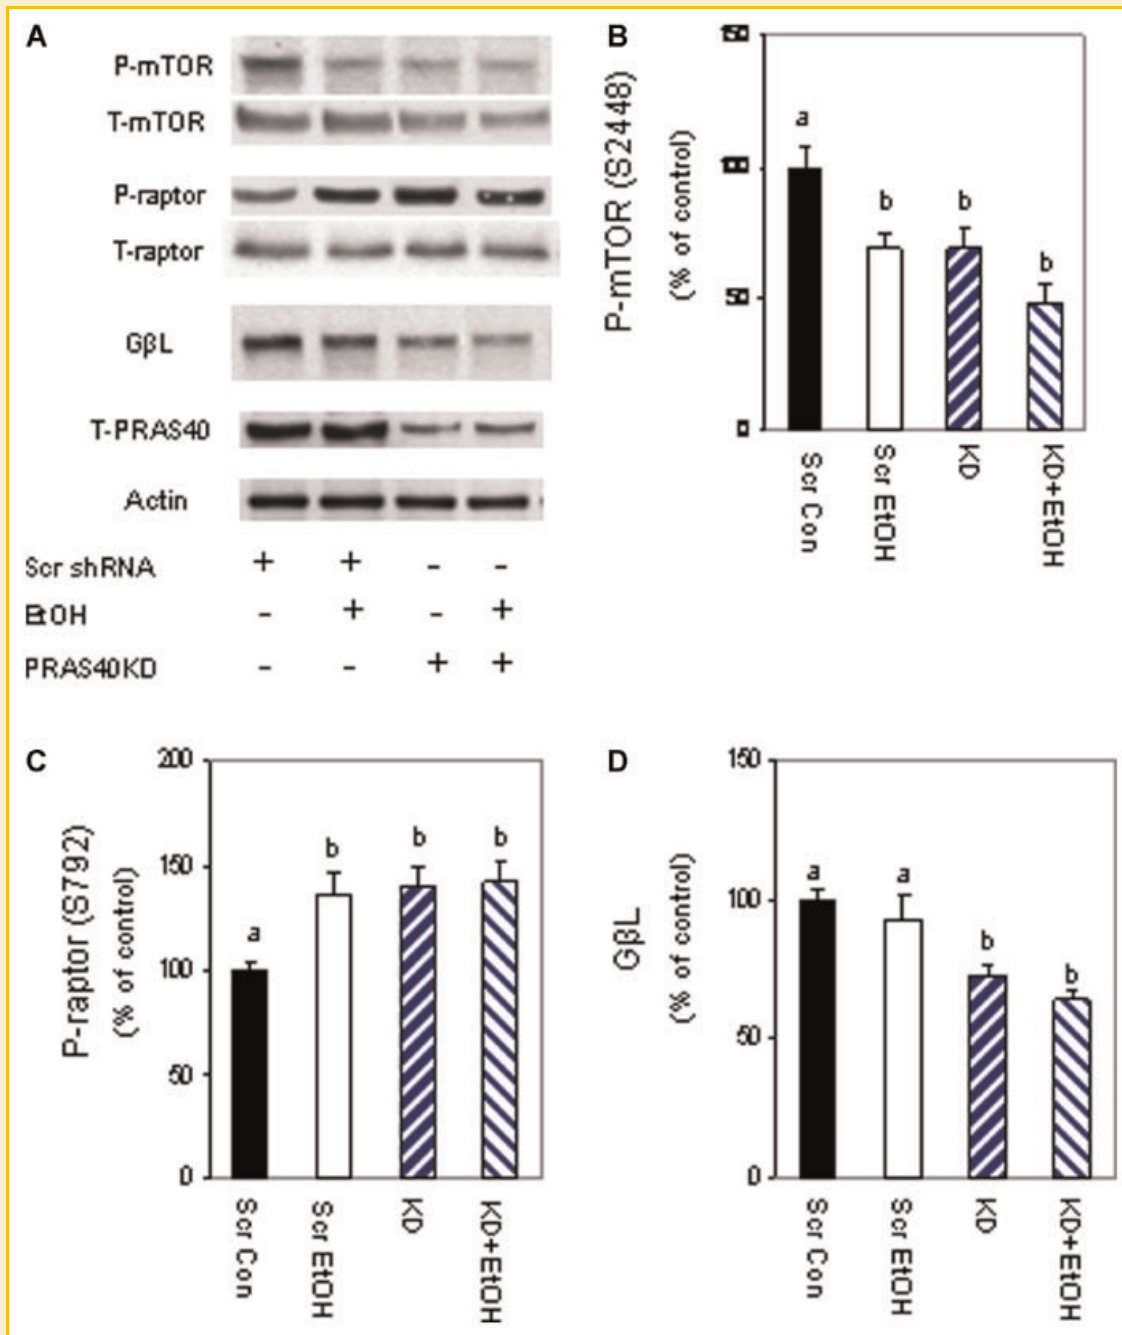 A
P-mTOR
T-mTOR
P-raptor
T-raptor
GβL
T-PRAS40
Actin
Scr shRNA + + - -
EtOH - + - +
PRAS40KD - - + +
B
P-mTOR (S2448)
(% of control)
150
100
50
0
a
b
b
b
Scr Con
Scr EtOH
KD
KD+EtOH
C
P-raptor (S792)
(% of control)
200
150
100
50
0
a
b
b
b
Scr Con
Scr EtOH
KD
KD+EtOH
D
GβL
(% of control)
150
100
50
0
a
a
b
b
Scr Con
Scr EtOH
KD
KD+EtOH